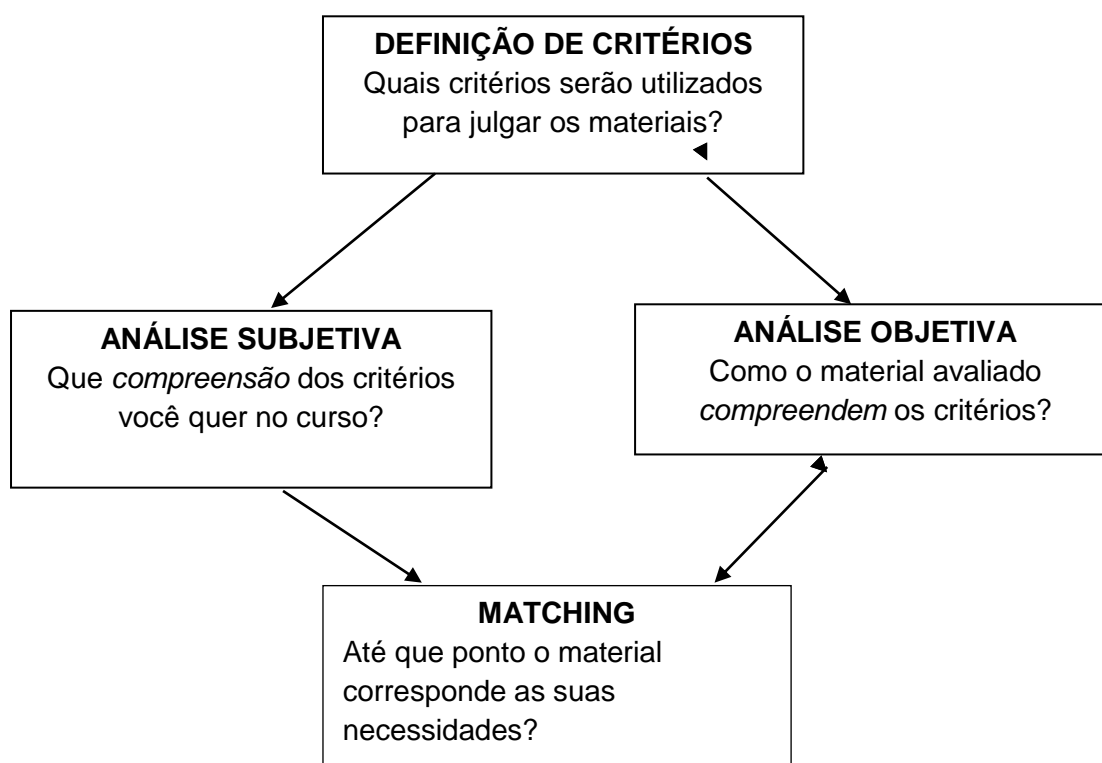 DEFINIÇÃO DE CRITÉRIOS
Quais critérios serão utilizados
para julgar os materiais?
ANÁLISE SUBJETIVA
Que compreensão dos critérios
você quer no curso?
ANÁLISE OBJETIVA
Como o material avaliado
compreendem os critérios?
MATCHING
Até que ponto o material
corresponde as suas
necessidades?